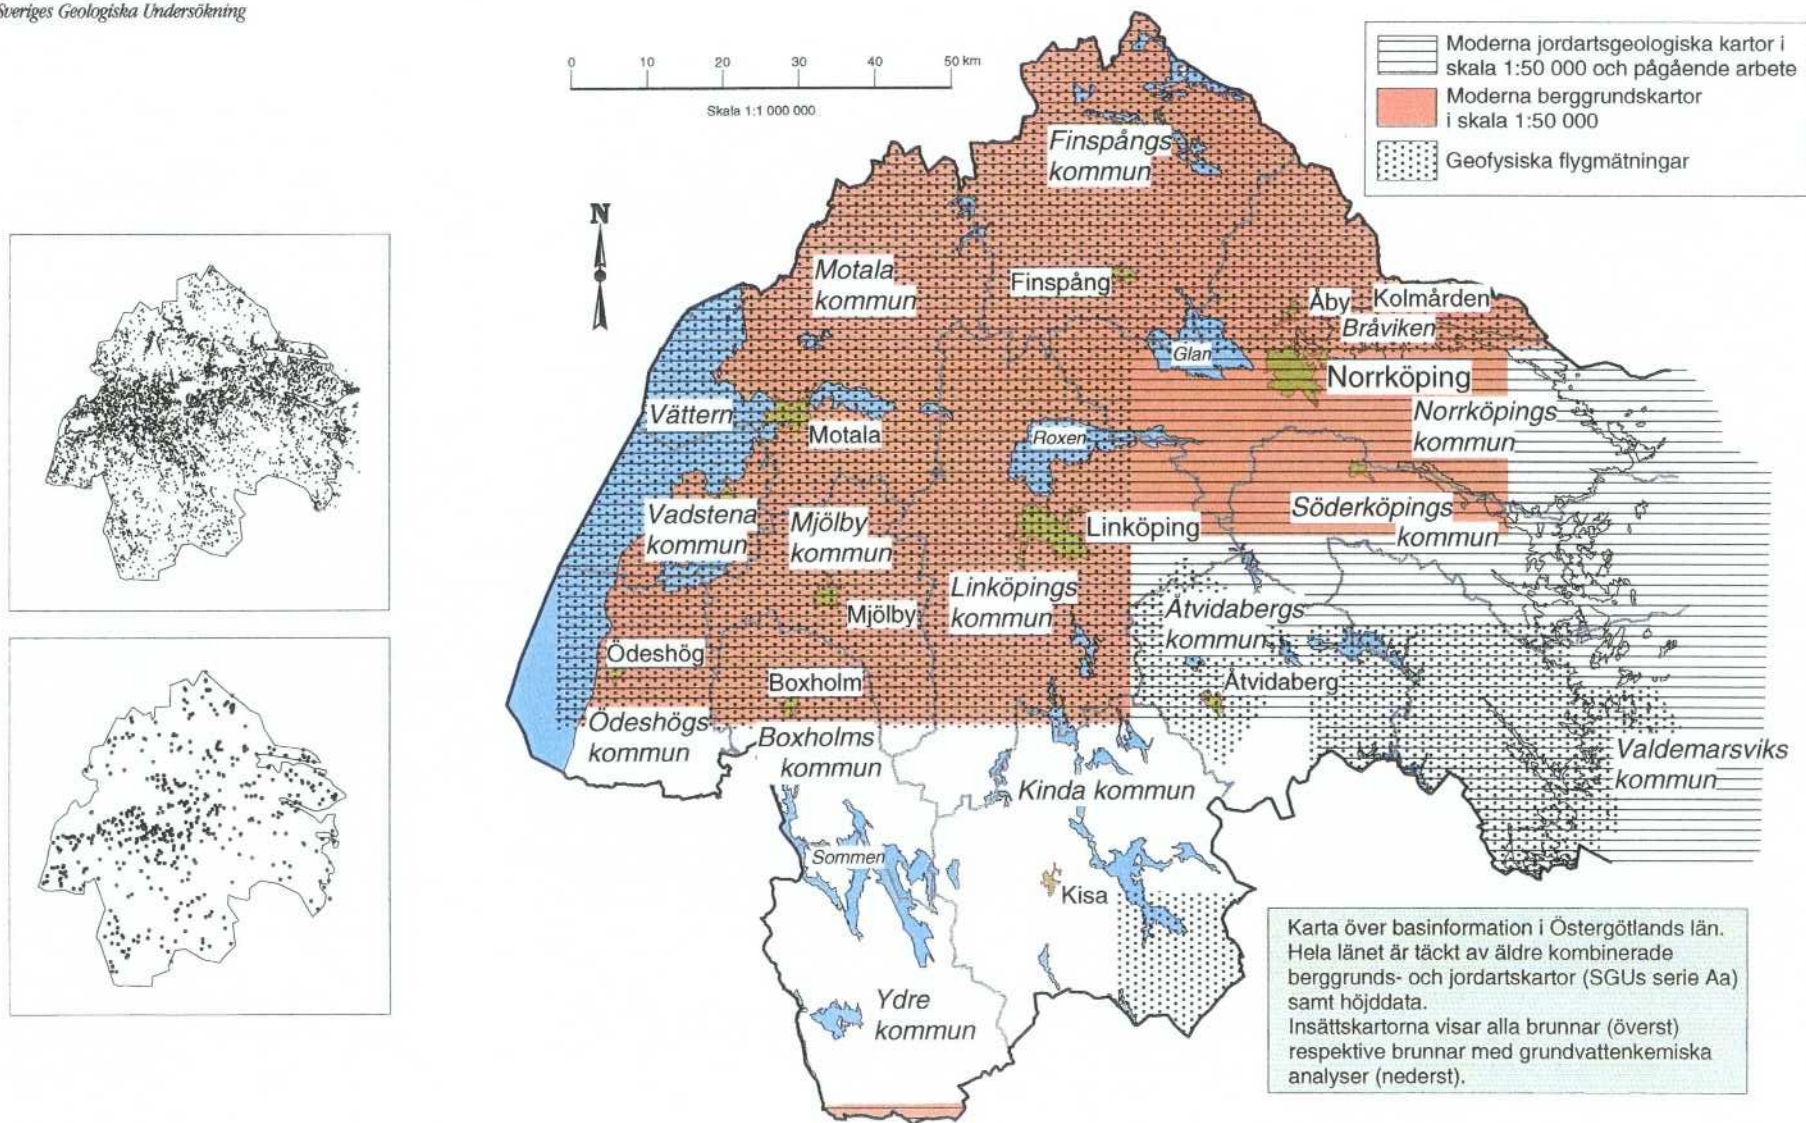 Sveriges Geologiska Undersökning
0 10 20 30 40 50 km
Skala 1:1 000 000
Moderna jordartsgeologiska kartor i
skala 1:50 000 och pågående arbete
Moderna berggrundskartor
i skala 1:50 000
Geofysiska flygmätningar
N
Finspångs
kommun
Motala
kommun
Finspång
Åby
Kolmården
Bråviken
Glan
Norrköping
Vättern
Motala
Roxen
Norrköpings
kommun
Vadstena
kommun
Mjölby
kommun
Linköping
Söderköpings
kommun
Linköpings
kommun
Åtvidabergs
kommun
Mjölby
Ödeshög
Boxholm
Åtvidaberg
Ödeshögs
kommun
Boxholms
kommun
Kinda kommun
Valdemarsviks
kommun
Sommen
Kisa
Ydre
kommun
Karta över basinformation i Östergötlands län.
Hela länet är täckt av äldre kombinerade
berggrunds- och jordartskartor (SGUs serie Aa)
samt höjddata.
Insättskartorna visar alla brunnar (överst)
respektive brunnar med grundvattenkemiska
analyser (nederst).